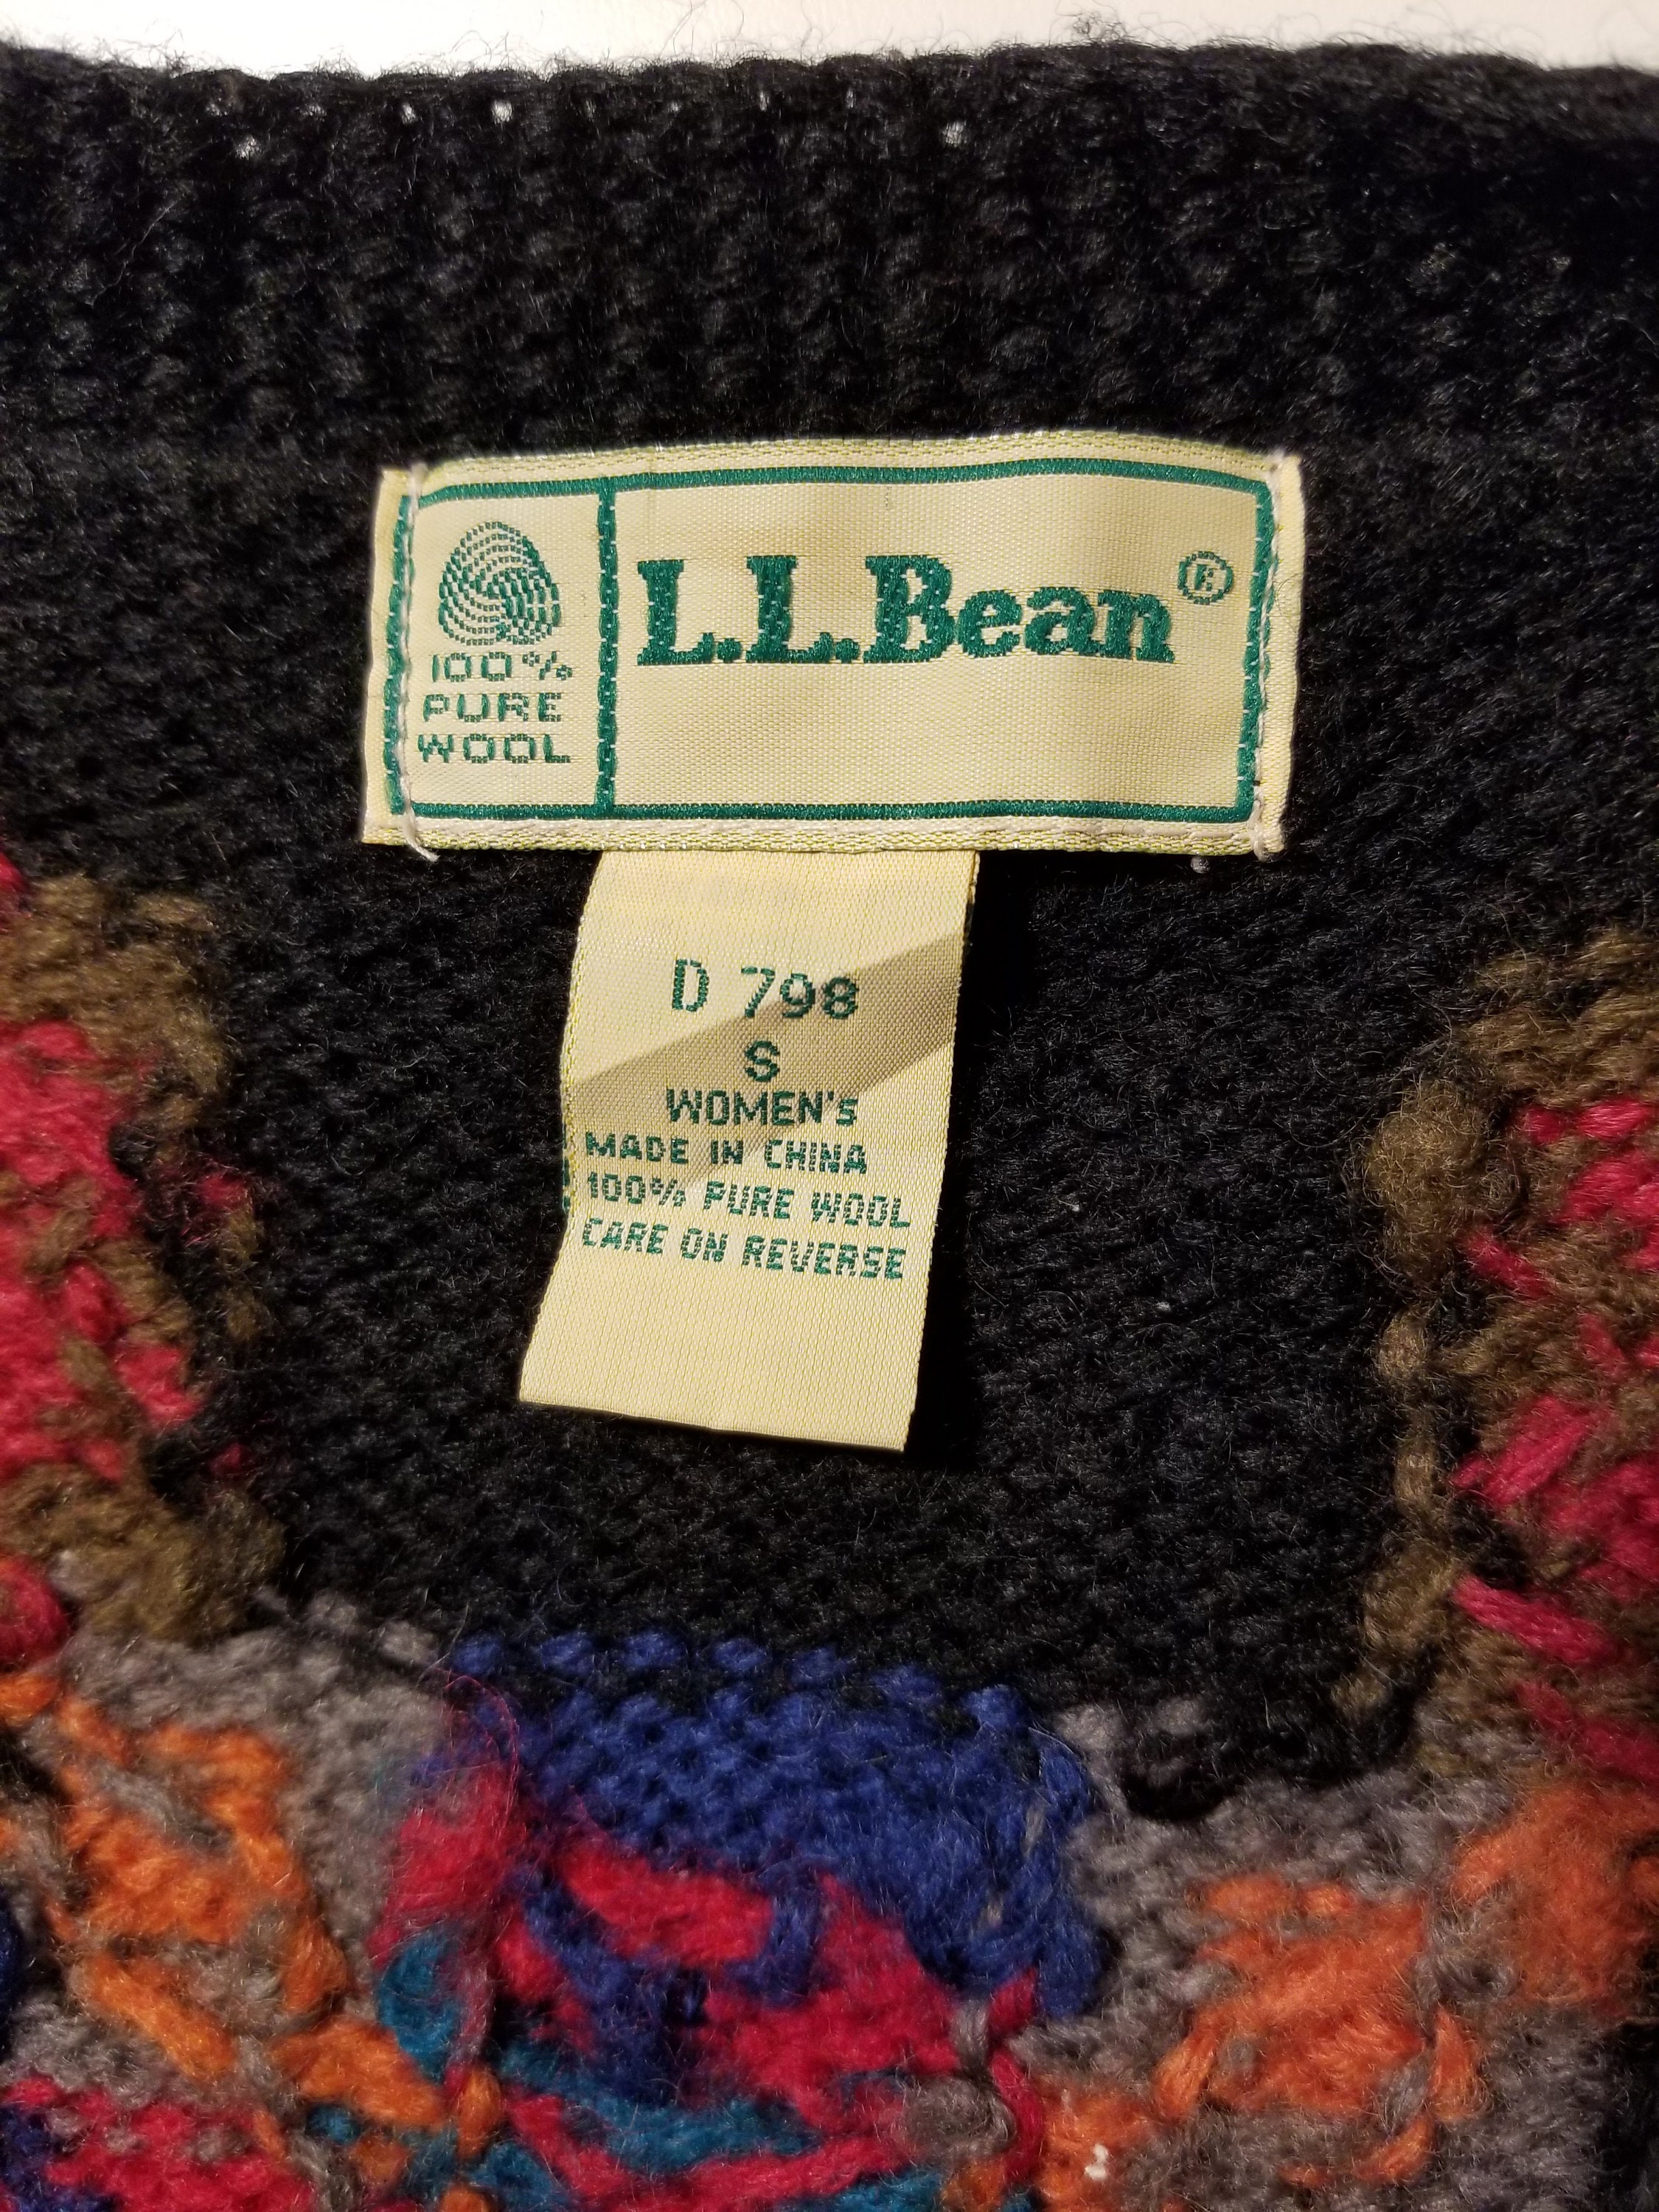 100%
PURE
WOOL
L.L.Bean®
D 798
S
WOMEN's
MADE IN CHINA
100% PURE WOOL
CARE ON REVERSE